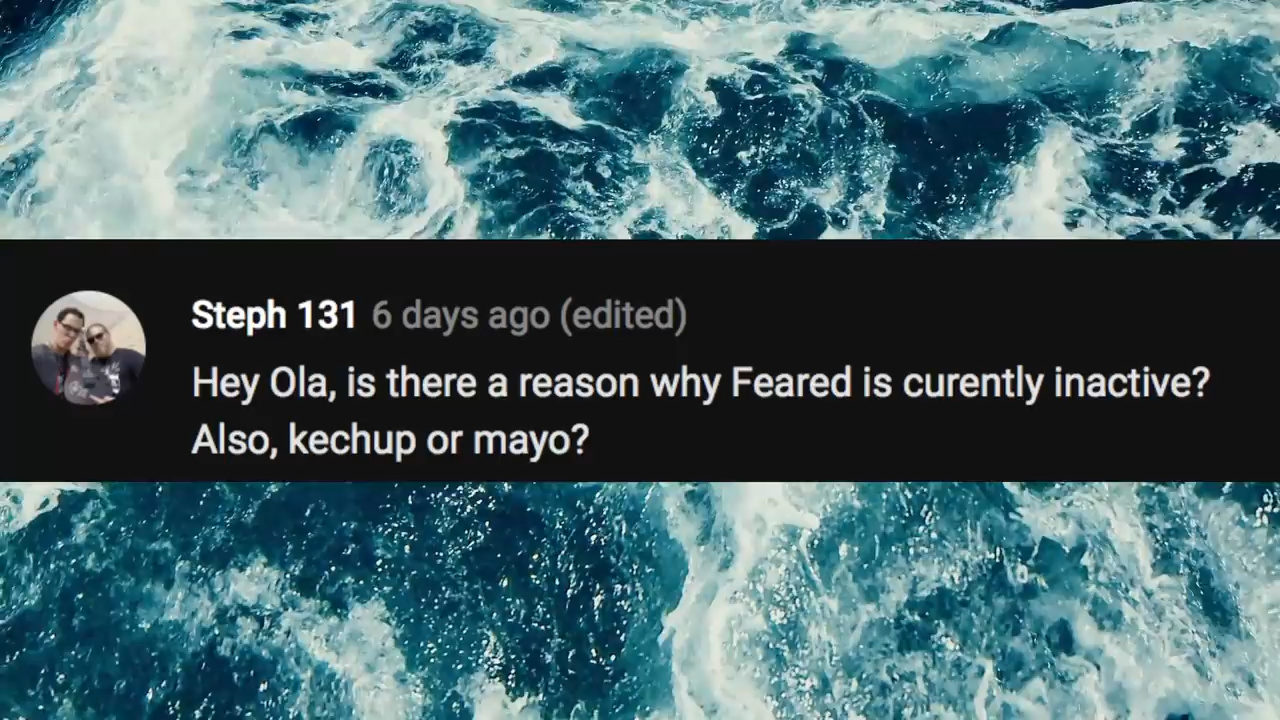 Steph 131 6 days ago (edited)
Hey Ola, is there a reason why Feared is curently inactive?
Also, kechup or mayo?